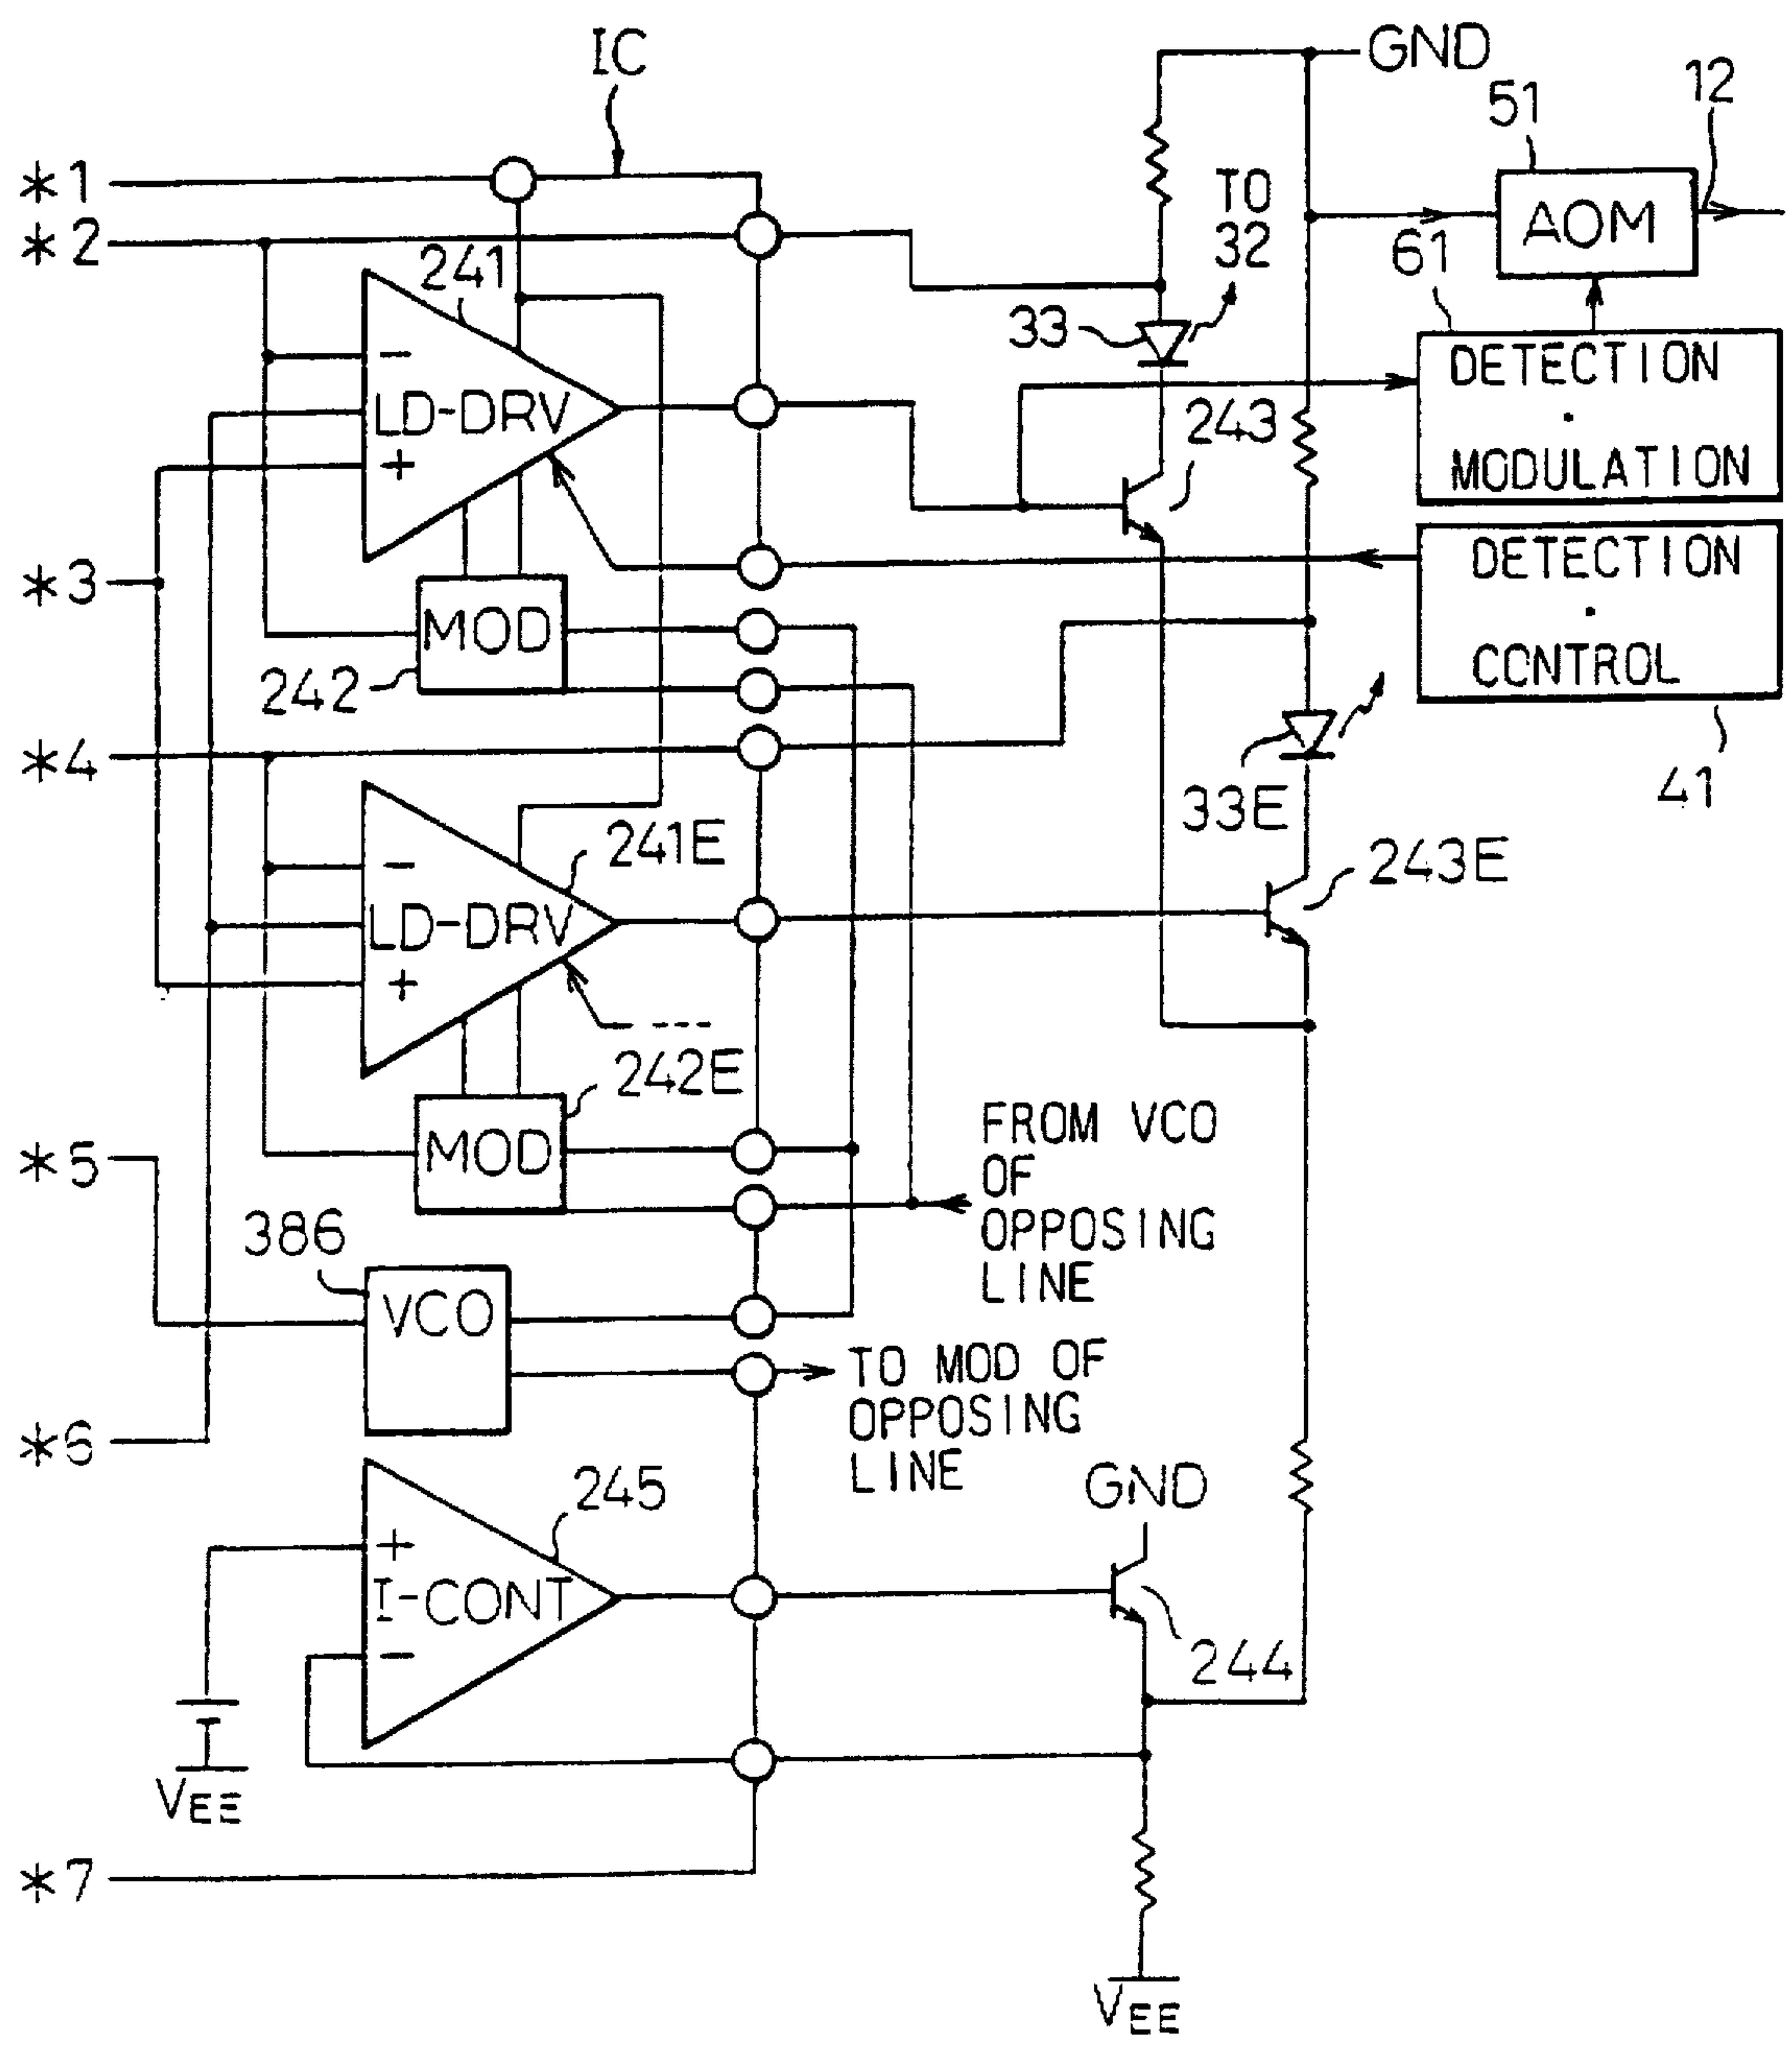 IC
GND
12
51
*1
TO
32
AOM
*2
241
61
33
−
DETECTION
·
MODULATION
LD-DRV
243
+
DETECTION
·
CONTROL
*3
MOD
242
*4
33E
41
241E
243E
−
LD-DRV
+
242E
FROM VCO
OF
OPPOSING
LINE
*5
MOD
386
VCO
TO MOD OF
OPPOSING
LINE
*6
245
GND
+
I-CONT
−
244
VEE
*7
VEE